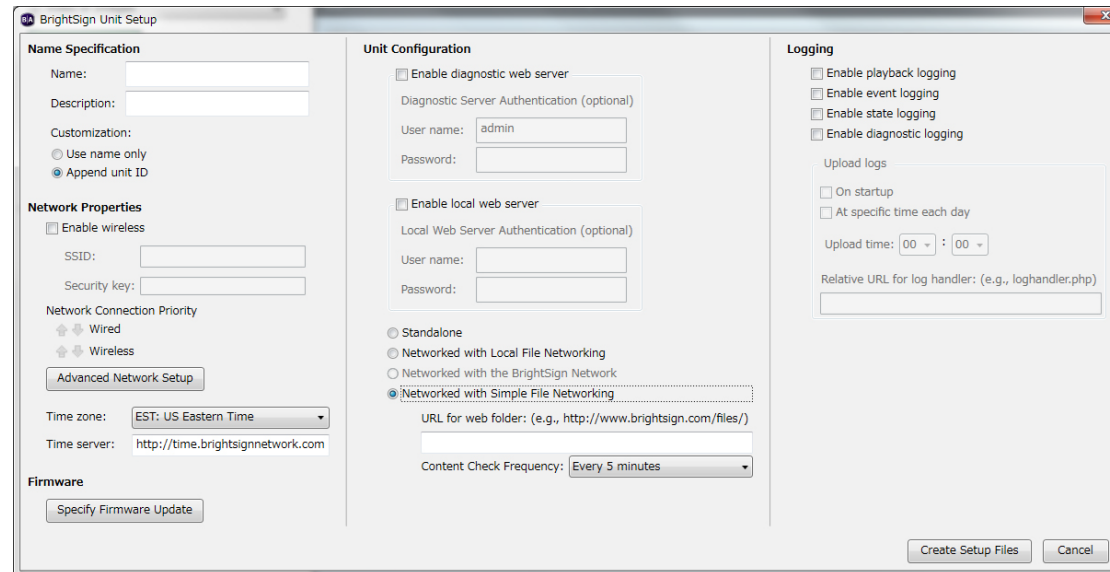 BA BrightSign Unit Setup
Name Specification
Name:
Description:
Customization:
Use name only
Append unit ID
Network Properties
Enable wireless
SSID:
Security key:
Network Connection Priority
Wired
Wireless
Advanced Network Setup
Time zone: EST: US Eastern Time
Time server: http://time.brightsignnetwork.com
Firmware
Specify Firmware Update
Unit Configuration
Enable diagnostic web server
Diagnostic Server Authentication (optional)
User name: admin
Password:
Enable local web server
Local Web Server Authentication (optional)
User name:
Password:
Standalone
Networked with Local File Networking
Networked with the BrightSign Network
Networked with Simple File Networking
URL for web folder: (e.g., http://www.brightsign.com/files/)
Content Check Frequency: Every 5 minutes
Logging
Enable playback logging
Enable event logging
Enable state logging
Enable diagnostic logging
Upload logs
On startup
At specific time each day
Upload time: 00 : 00
Relative URL for log handler: (e.g., loghandler.php)
Create Setup Files
Cancel